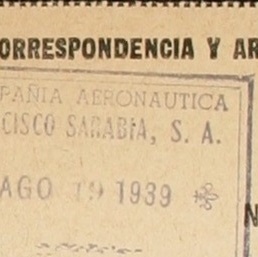 ORRESPONDENCIA Y AR
PAÑIA AERONAUTICA
CISCO SARABIA, S. A.
AGO 19 1939
N